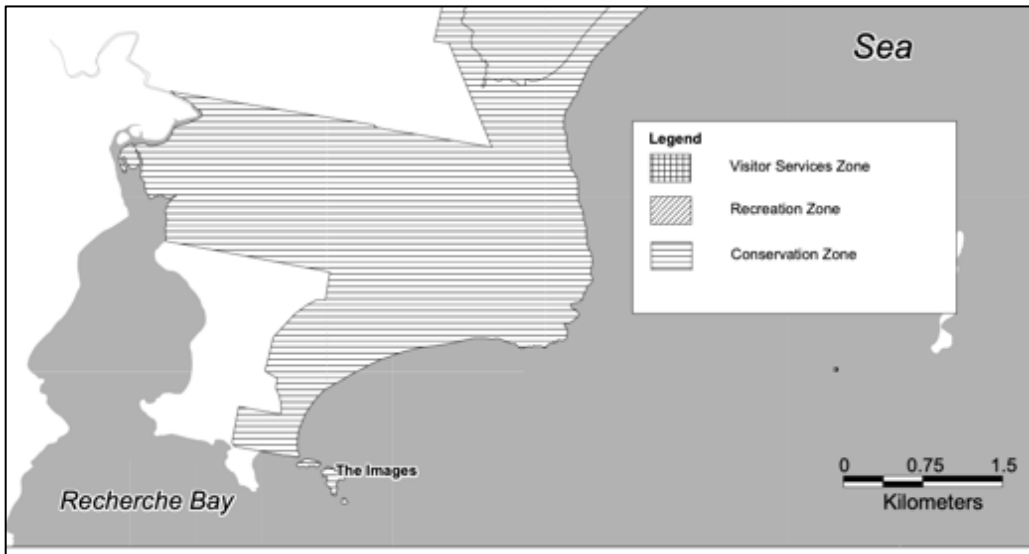 Sea
Legend
Visitor Services Zone
Recreation Zone
Conservation Zone
The Images
Recherche Bay
0 0.75 1.5
Kilometers